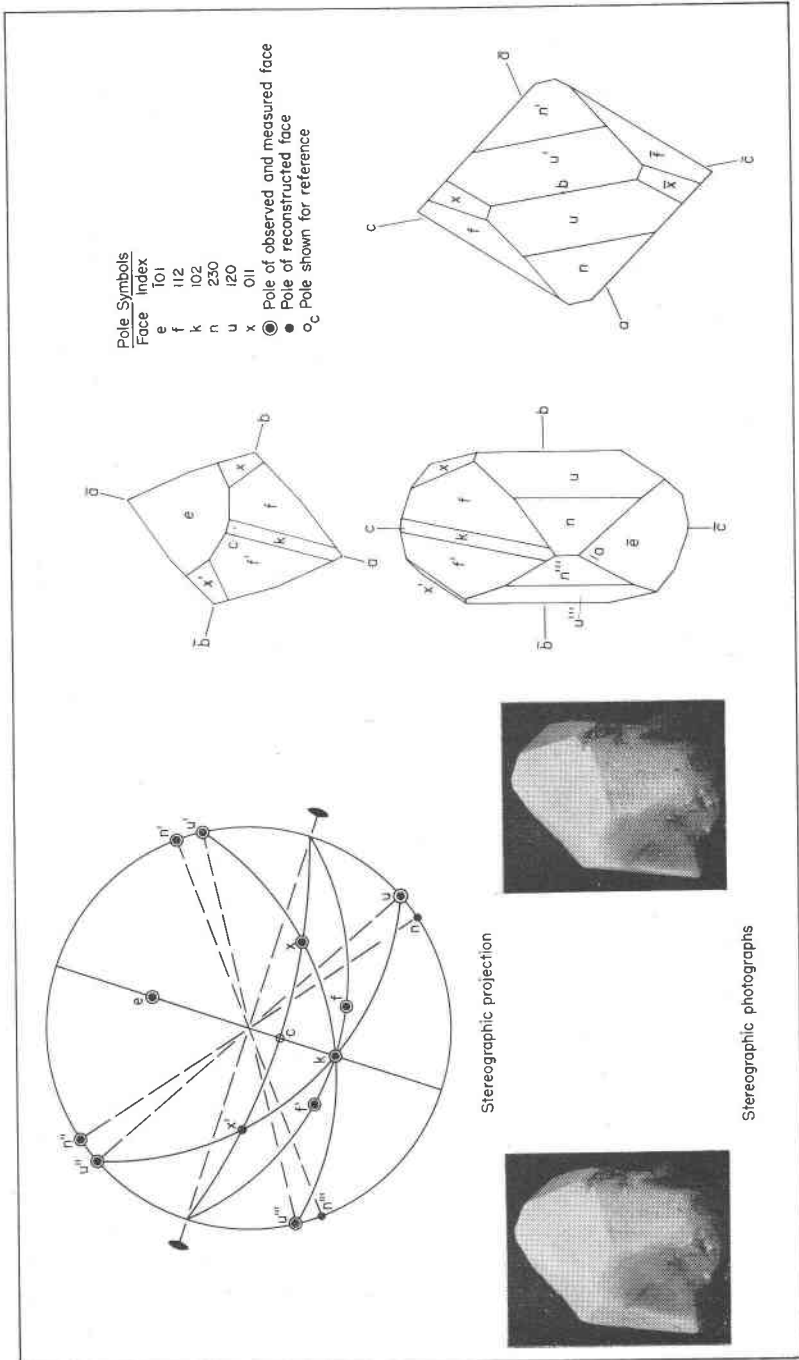 n''
u''
e
n'
u'
x'
u'''
f'
c
x
n'''
k
f
u
n
Stereographic projection
Stereographic photographs
ā
e
b̄
x'
c
x
b
f'
k
f
a
c
x'
f'
k
f
x
b̄
b
n'''
n
u
u'''
a
ē
c̄
Pole Symbols
Face Index
e 1̄01
f 112
k 102
n 230
u 120
x 011
Pole of observed and measured face
Pole of reconstructed face
c Pole shown for reference
c
ā
x
f
n'
u'
b
u
n
x̄
f̄
a
c̄